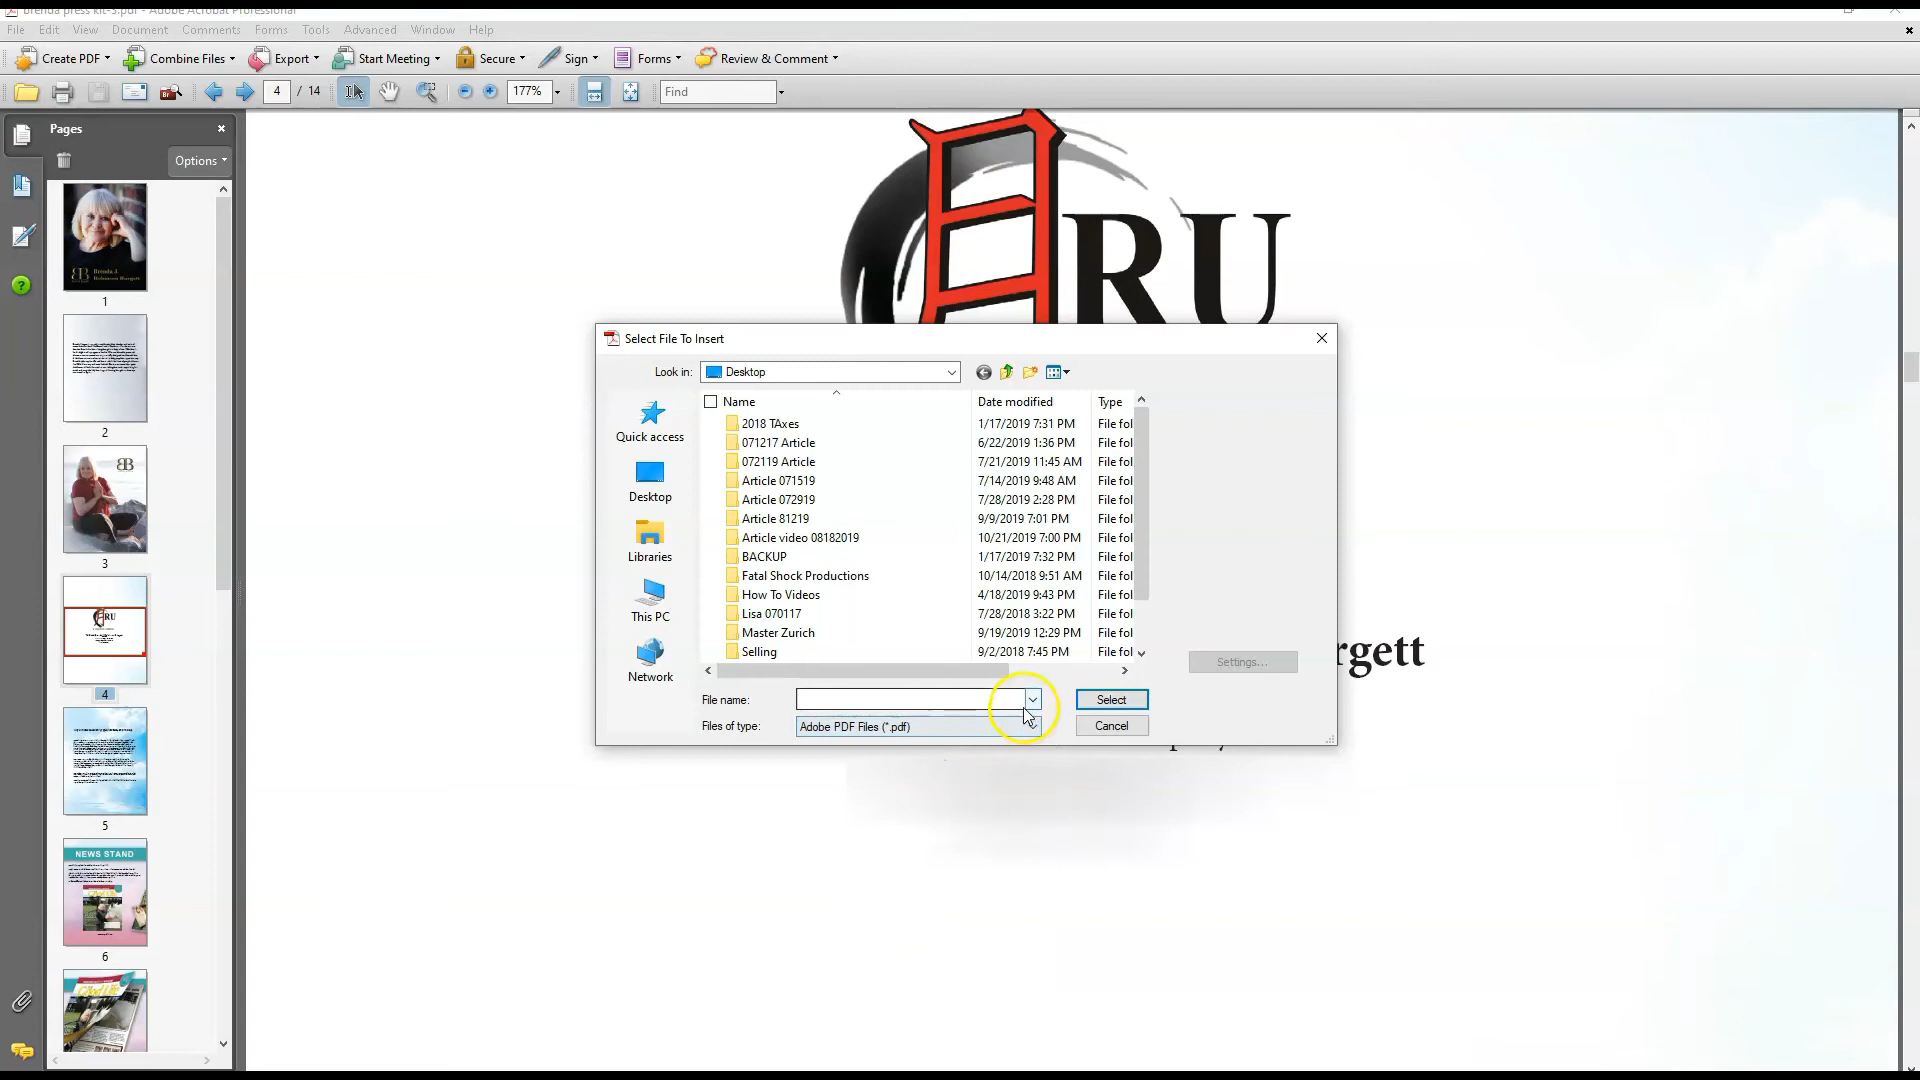 brenda press kit-3.pdf - Adobe Acrobat Professional
File Edit View Document Comments Forms Tools Advanced Window Help
Create PDF Combine Files Export Start Meeting Secure Sign Forms Review & Comment
4 / 14 177% Find
Pages
Options
Brenda J.
Robinson Burgett
1
2
3
RU
4
5
NEWS STAND
6
RU
Select File To Insert
Look in: Desktop
Name Date modified Type
2018 TAxes 1/17/2019 7:31 PM File fol
071217 Article 6/22/2019 1:36 PM File fol
072119 Article 7/21/2019 11:45 AM File fol
Article 071519 7/14/2019 9:48 AM File fol
Article 072919 7/28/2019 2:28 PM File fol
Article 81219 9/9/2019 7:01 PM File fol
Article video 08182019 10/21/2019 7:00 PM File fol
BACKUP 1/17/2019 7:32 PM File fol
Fatal Shock Productions 10/14/2018 9:51 AM File fol
How To Videos 4/18/2019 9:43 PM File fol
Lisa 070117 7/28/2018 3:22 PM File fol
Master Zurich 9/19/2019 12:29 PM File fol
Selling 9/2/2018 7:45 PM File fol
Quick access
Desktop
Libraries
This PC
Network
Settings...
File name: Select
Files of type: Adobe PDF Files (*.pdf) Cancel
rgett